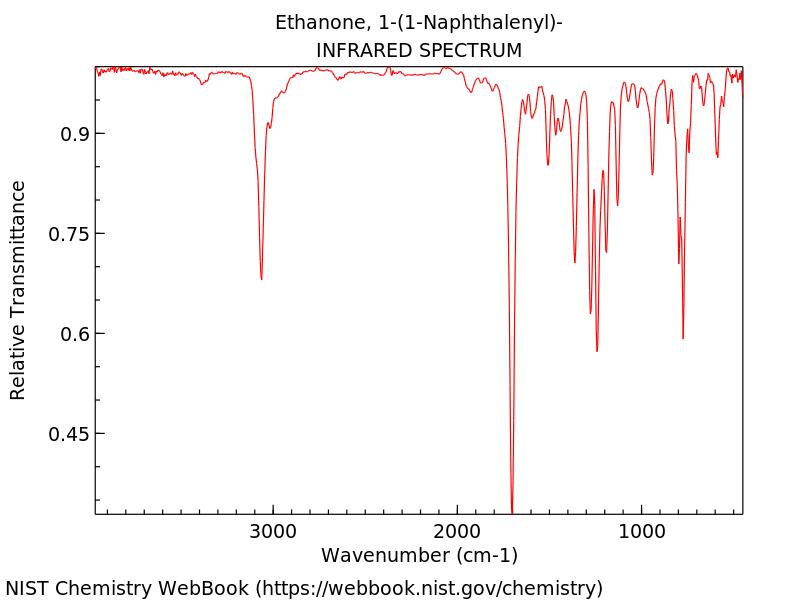 Ethanone, 1-(1-Naphthalenyl)-
INFRARED SPECTRUM
Relative Transmittance
0.9
0.75
0.6
0.45
3000 2000 1000
Wavenumber (cm-1)
NIST Chemistry WebBook (https://webbook.nist.gov/chemistry)